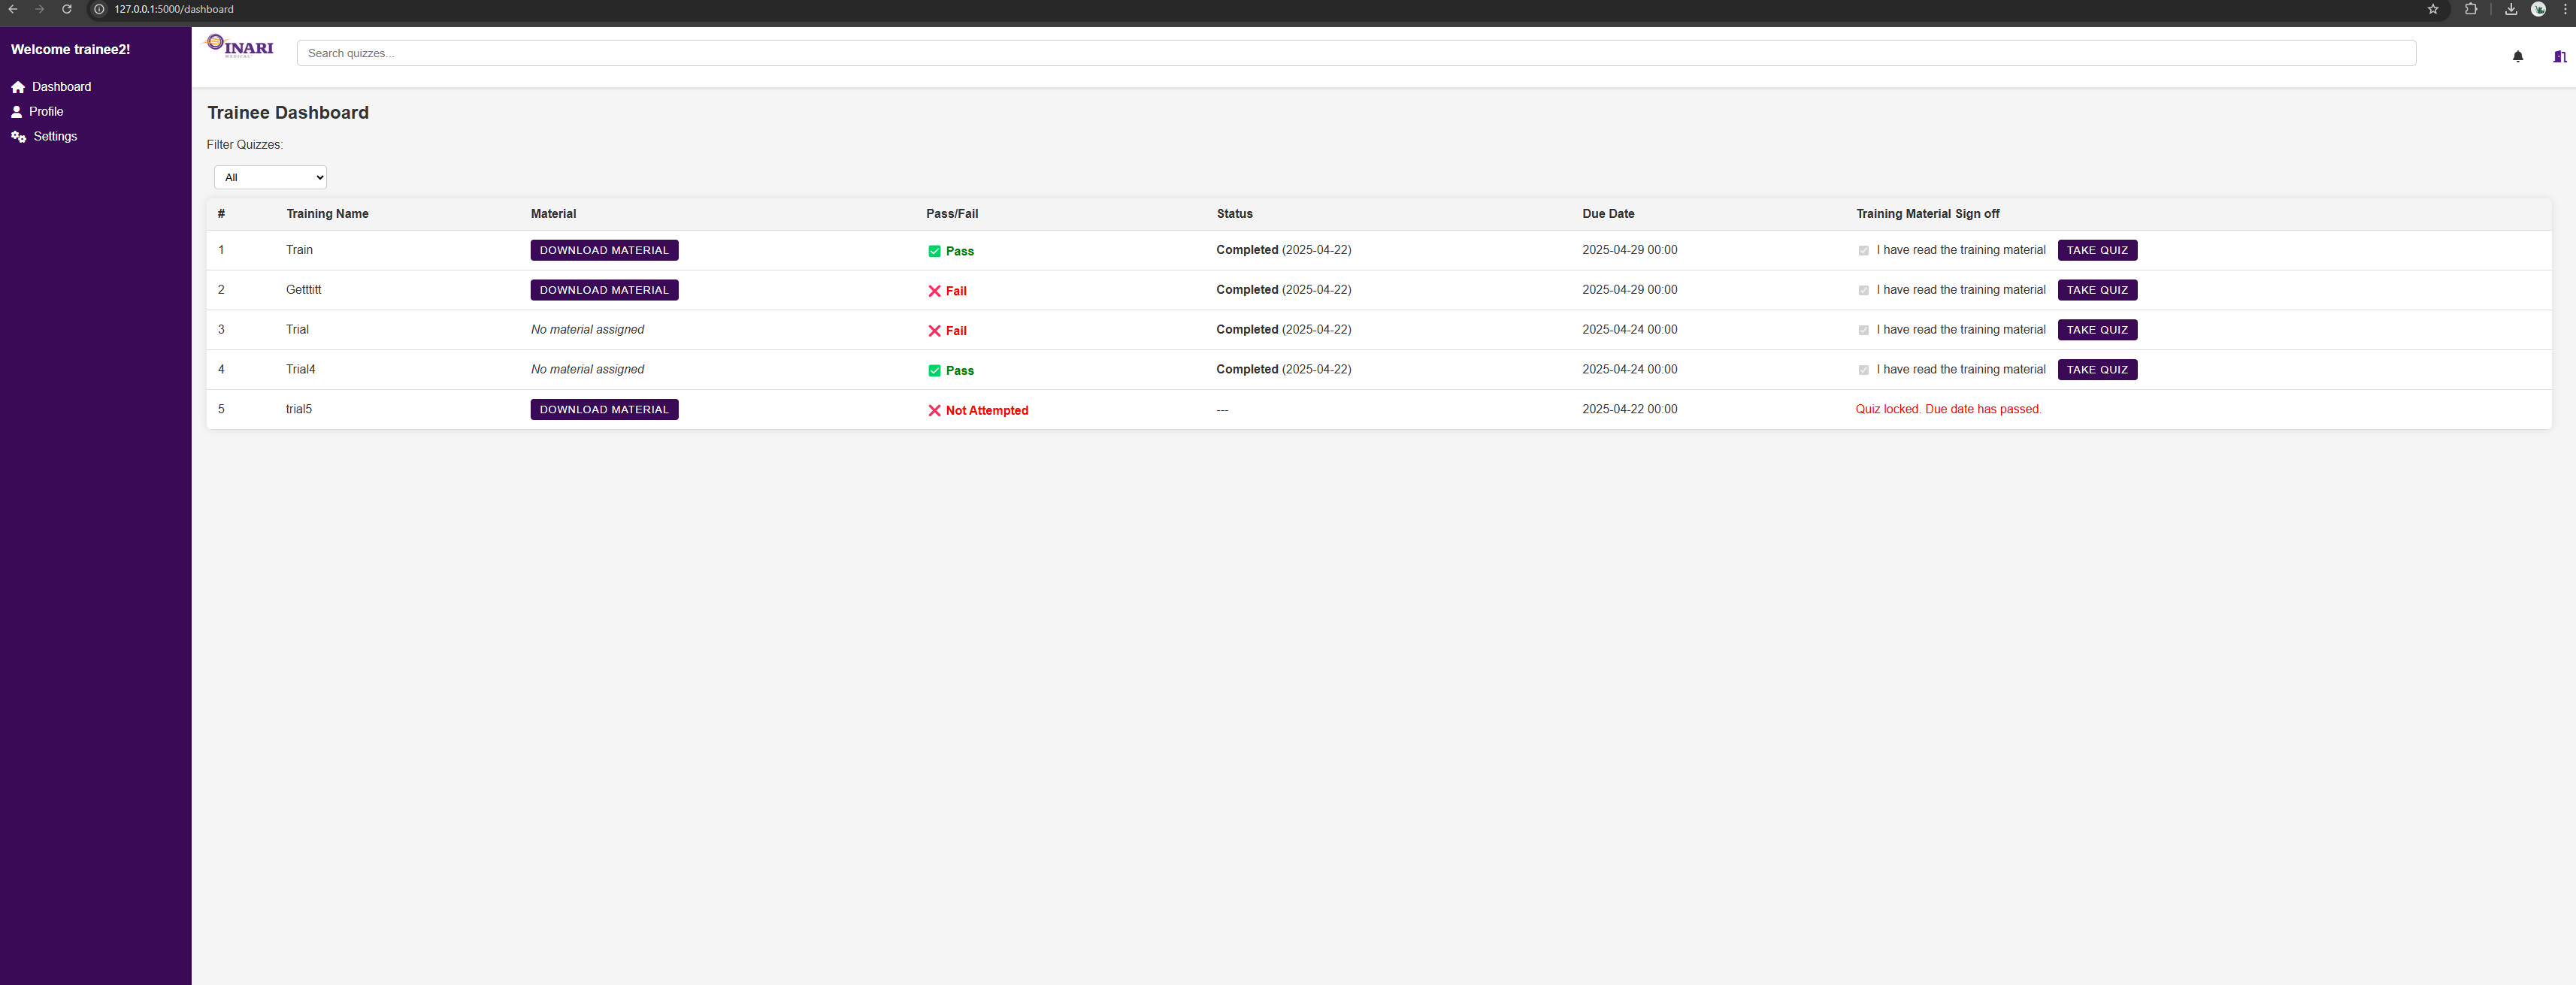 127.0.0.1:5000/dashboard
Welcome trainee2!
Dashboard
Profile
Settings
INARI
MEDICAL
Search quizzes...
Trainee Dashboard
Filter Quizzes:
All
# Training Name Material Pass/Fail Status Due Date Training Material Sign off
1 Train DOWNLOAD MATERIAL Pass Completed (2025-04-22) 2025-04-29 00:00 I have read the training material TAKE QUIZ
2 Getttitt DOWNLOAD MATERIAL Fail Completed (2025-04-22) 2025-04-29 00:00 I have read the training material TAKE QUIZ
3 Trial No material assigned Fail Completed (2025-04-22) 2025-04-24 00:00 I have read the training material TAKE QUIZ
4 Trial4 No material assigned Pass Completed (2025-04-22) 2025-04-24 00:00 I have read the training material TAKE QUIZ
5 trial5 DOWNLOAD MATERIAL Not Attempted --- 2025-04-22 00:00 Quiz locked. Due date has passed.